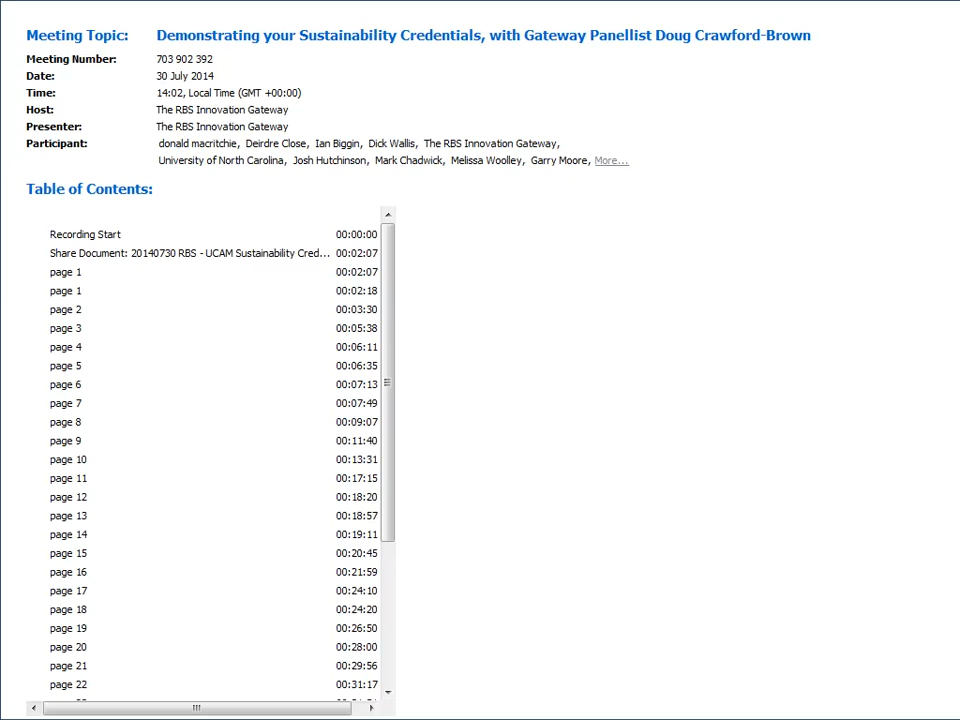 Meeting Topic: Demonstrating your Sustainability Credentials, with Gateway Panellist Doug Crawford-Brown
Meeting Number: 703 902 392
Date: 30 July 2014
Time: 14:02, Local Time (GMT +00:00)
Host: The RBS Innovation Gateway
Presenter: The RBS Innovation Gateway
Participant: donald macritchie, Deirdre Close, Ian Biggin, Dick Wallis, The RBS Innovation Gateway,
University of North Carolina, Josh Hutchinson, Mark Chadwick, Melissa Woolley, Garry Moore, More...
Table of Contents:
Recording Start 00:00:00
Share Document: 20140730 RBS - UCAM Sustainability Cred... 00:02:07
page 1 00:02:07
page 1 00:02:18
page 2 00:03:30
page 3 00:05:38
page 4 00:06:11
page 5 00:06:35
page 6 00:07:13
page 7 00:07:49
page 8 00:09:07
page 9 00:11:40
page 10 00:13:31
page 11 00:17:15
page 12 00:18:20
page 13 00:18:57
page 14 00:19:11
page 15 00:20:45
page 16 00:21:59
page 17 00:24:10
page 18 00:24:20
page 19 00:26:50
page 20 00:28:00
page 21 00:29:56
page 22 00:31:17